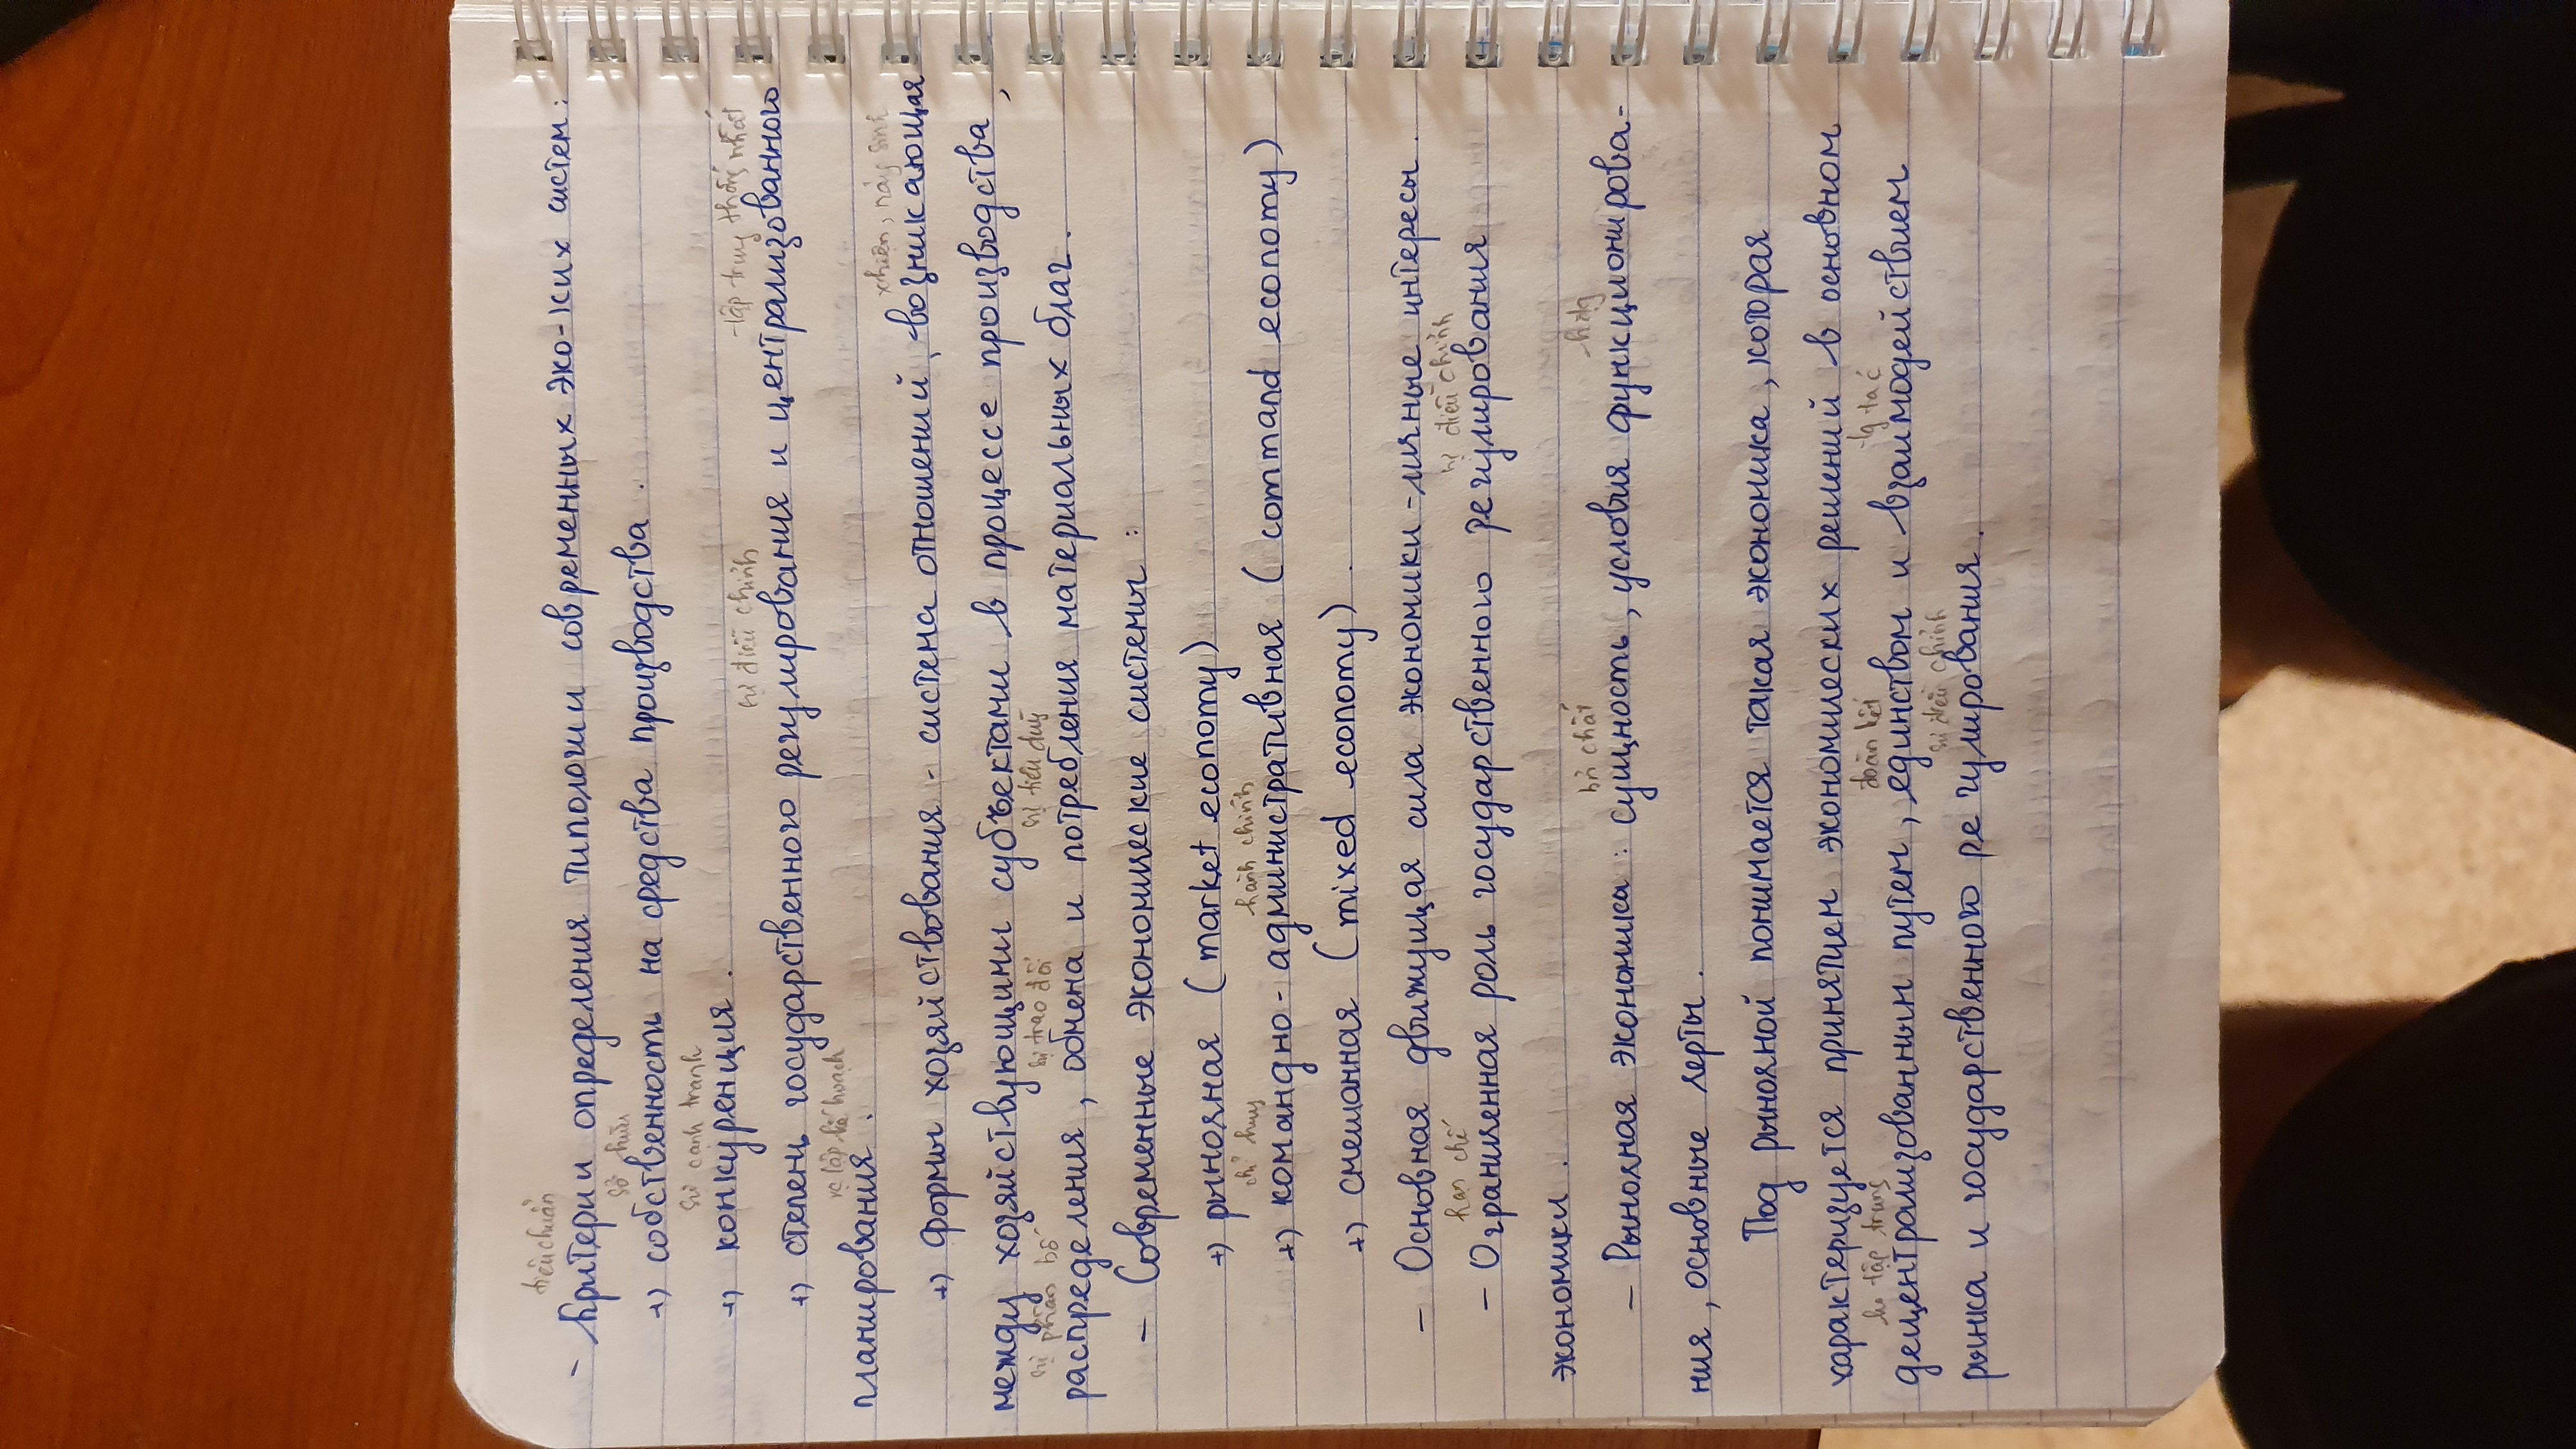 tiêu chuẩn
- Критерии определения типологии современных эко-ких систем:
sở hữu
+) собственность на средства производства.
sự cạnh tranh
+) конкуренция.
sự điều chỉnh tập trung thống nhất
+) степень государственного регулирования и централизованного
vc lập kế hoạch
планирования.
xhiện, nảy sinh
+) формы хозяйствования - система отношений, возникающая
между хозяйствующими субъектами в процессе производства,
sự phân bố sự trao đổi sự tiêu dùng
распределения, обмена и потребления материальных благ.
- Современные экономические системы:
+) рыночная (market economy)
chỉ huy hành chính
+) командно-административная (command economy)
+) смешанная (mixed economy).
- Основная движущая сила экономики - личные интересы.
hạn chế sự điều chỉnh
- Ограниченная роль государственного регулирования
экономики.
bản chất
- Рыночная экономика: сущность, условия функционирова-
ния, основные черты.
Под рыночной понимается такая экономика, которая
характеризуется принятием экономических решений в основном
ko tập trung đoàn kết tg tác
децентрализованным путем, единством и взаимодействием
sự điều chỉnh
рынка и государственного регулирования.